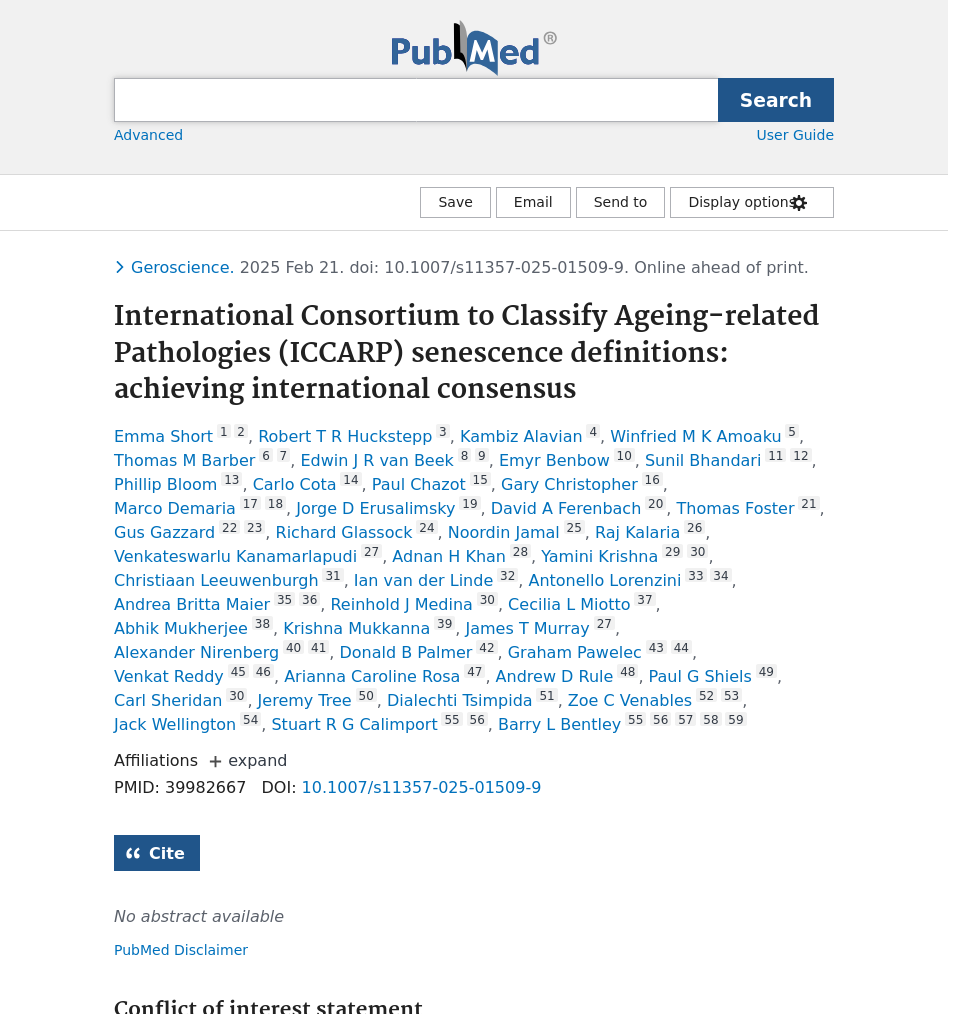 PubMed®
Search
Advanced
User Guide
Save
Email
Send to
Display options
Geroscience. 2025 Feb 21. doi: 10.1007/s11357-025-01509-9. Online ahead of print.
International Consortium to Classify Ageing-related
Pathologies (ICCARP) senescence definitions:
achieving international consensus
Emma Short 1 2, Robert T R Huckstepp 3, Kambiz Alavian 4, Winfried M K Amoaku 5,
Thomas M Barber 6 7, Edwin J R van Beek 8 9, Emyr Benbow 10, Sunil Bhandari 11 12,
Phillip Bloom 13, Carlo Cota 14, Paul Chazot 15, Gary Christopher 16,
Marco Demaria 17 18, Jorge D Erusalimsky 19, David A Ferenbach 20, Thomas Foster 21,
Gus Gazzard 22 23, Richard Glassock 24, Noordin Jamal 25, Raj Kalaria 26,
Venkateswarlu Kanamarlapudi 27, Adnan H Khan 28, Yamini Krishna 29 30,
Christiaan Leeuwenburgh 31, Ian van der Linde 32, Antonello Lorenzini 33 34,
Andrea Britta Maier 35 36, Reinhold J Medina 30, Cecilia L Miotto 37,
Abhik Mukherjee 38, Krishna Mukkanna 39, James T Murray 27,
Alexander Nirenberg 40 41, Donald B Palmer 42, Graham Pawelec 43 44,
Venkat Reddy 45 46, Arianna Caroline Rosa 47, Andrew D Rule 48, Paul G Shiels 49,
Carl Sheridan 30, Jeremy Tree 50, Dialechti Tsimpida 51, Zoe C Venables 52 53,
Jack Wellington 54, Stuart R G Calimport 55 56, Barry L Bentley 55 56 57 58 59
Affiliations + expand
PMID: 39982667 DOI: 10.1007/s11357-025-01509-9
Cite
No abstract available
PubMed Disclaimer
Conflict of interest statement